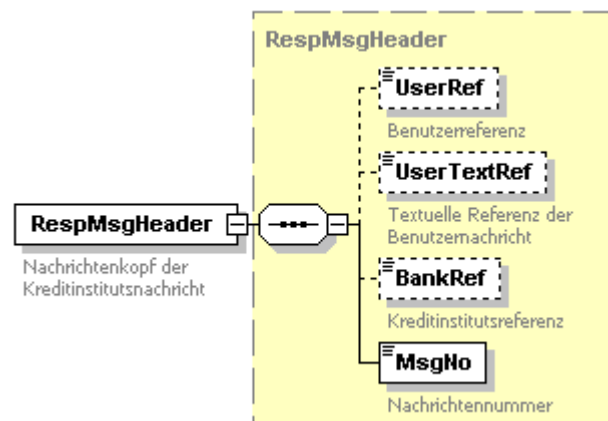 RespMsgHeader
UserRef
Benutzerreferenz
UserTextRef
Textuelle Referenz der
Benutzernachricht
RespMsgHeader
Nachrichtenkopf der
Kreditinstitutsnachricht
BankRef
Kreditinstitutsreferenz
MsgNo
Nachrichtennummer